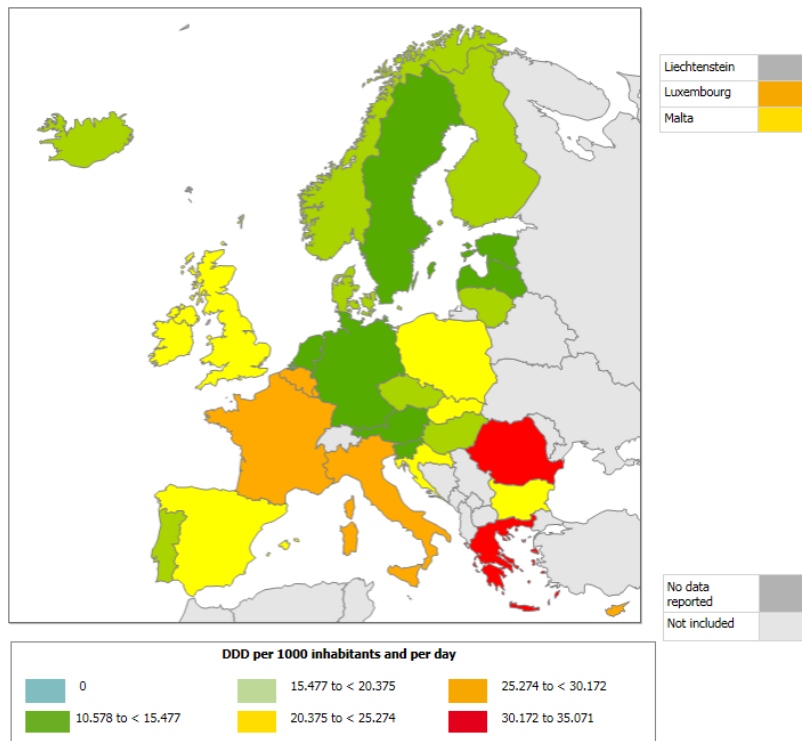 Liechtenstein
Luxembourg
Malta
No data
reported
Not included
DDD per 1000 inhabitants and per day
0
15.477 to < 20.375
25.274 to < 30.172
10.578 to < 15.477
20.375 to < 25.274
30.172 to 35.071